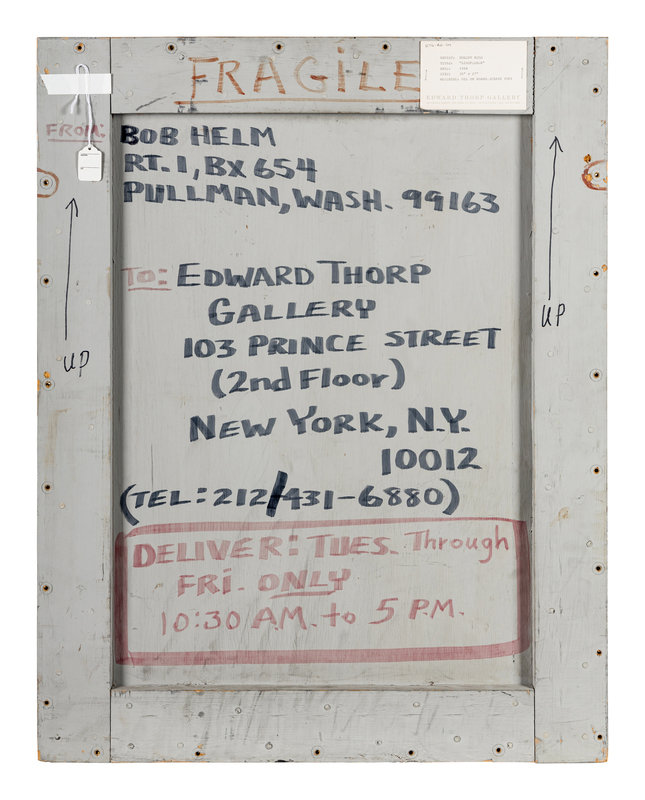 FRAGILE
EDWARD THORP GALLERY
FROM: BOB HELM
RT. 1, BX 654
PULLMAN, WASH. 99163
TO: EDWARD THORP
GALLERY
103 PRINCE STREET
(2nd Floor)
NEW YORK, N.Y.
10012
(TEL: 212/431-6880)
UP
UP
DELIVER: TUES. Through
FRI. ONLY
10:30 A.M. to 5 P.M.